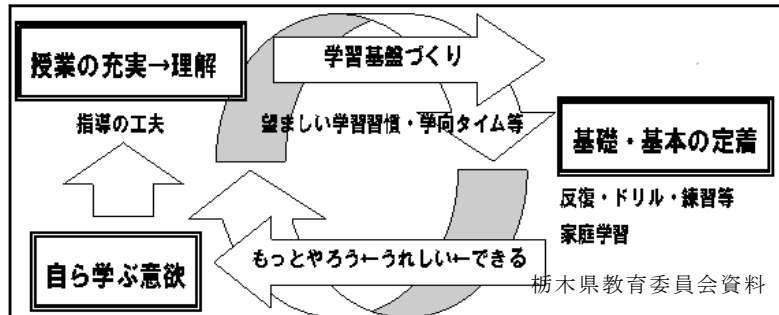 授業の充実→理解
学習基盤づくり
指導の工夫
望ましい学習習慣・学向タイム等
基礎・基本の定着
反復・ドリル・練習等
家庭学習
自ら学ぶ意欲
もっとやろう←うれしい←できる
栃木県教育委員会資料